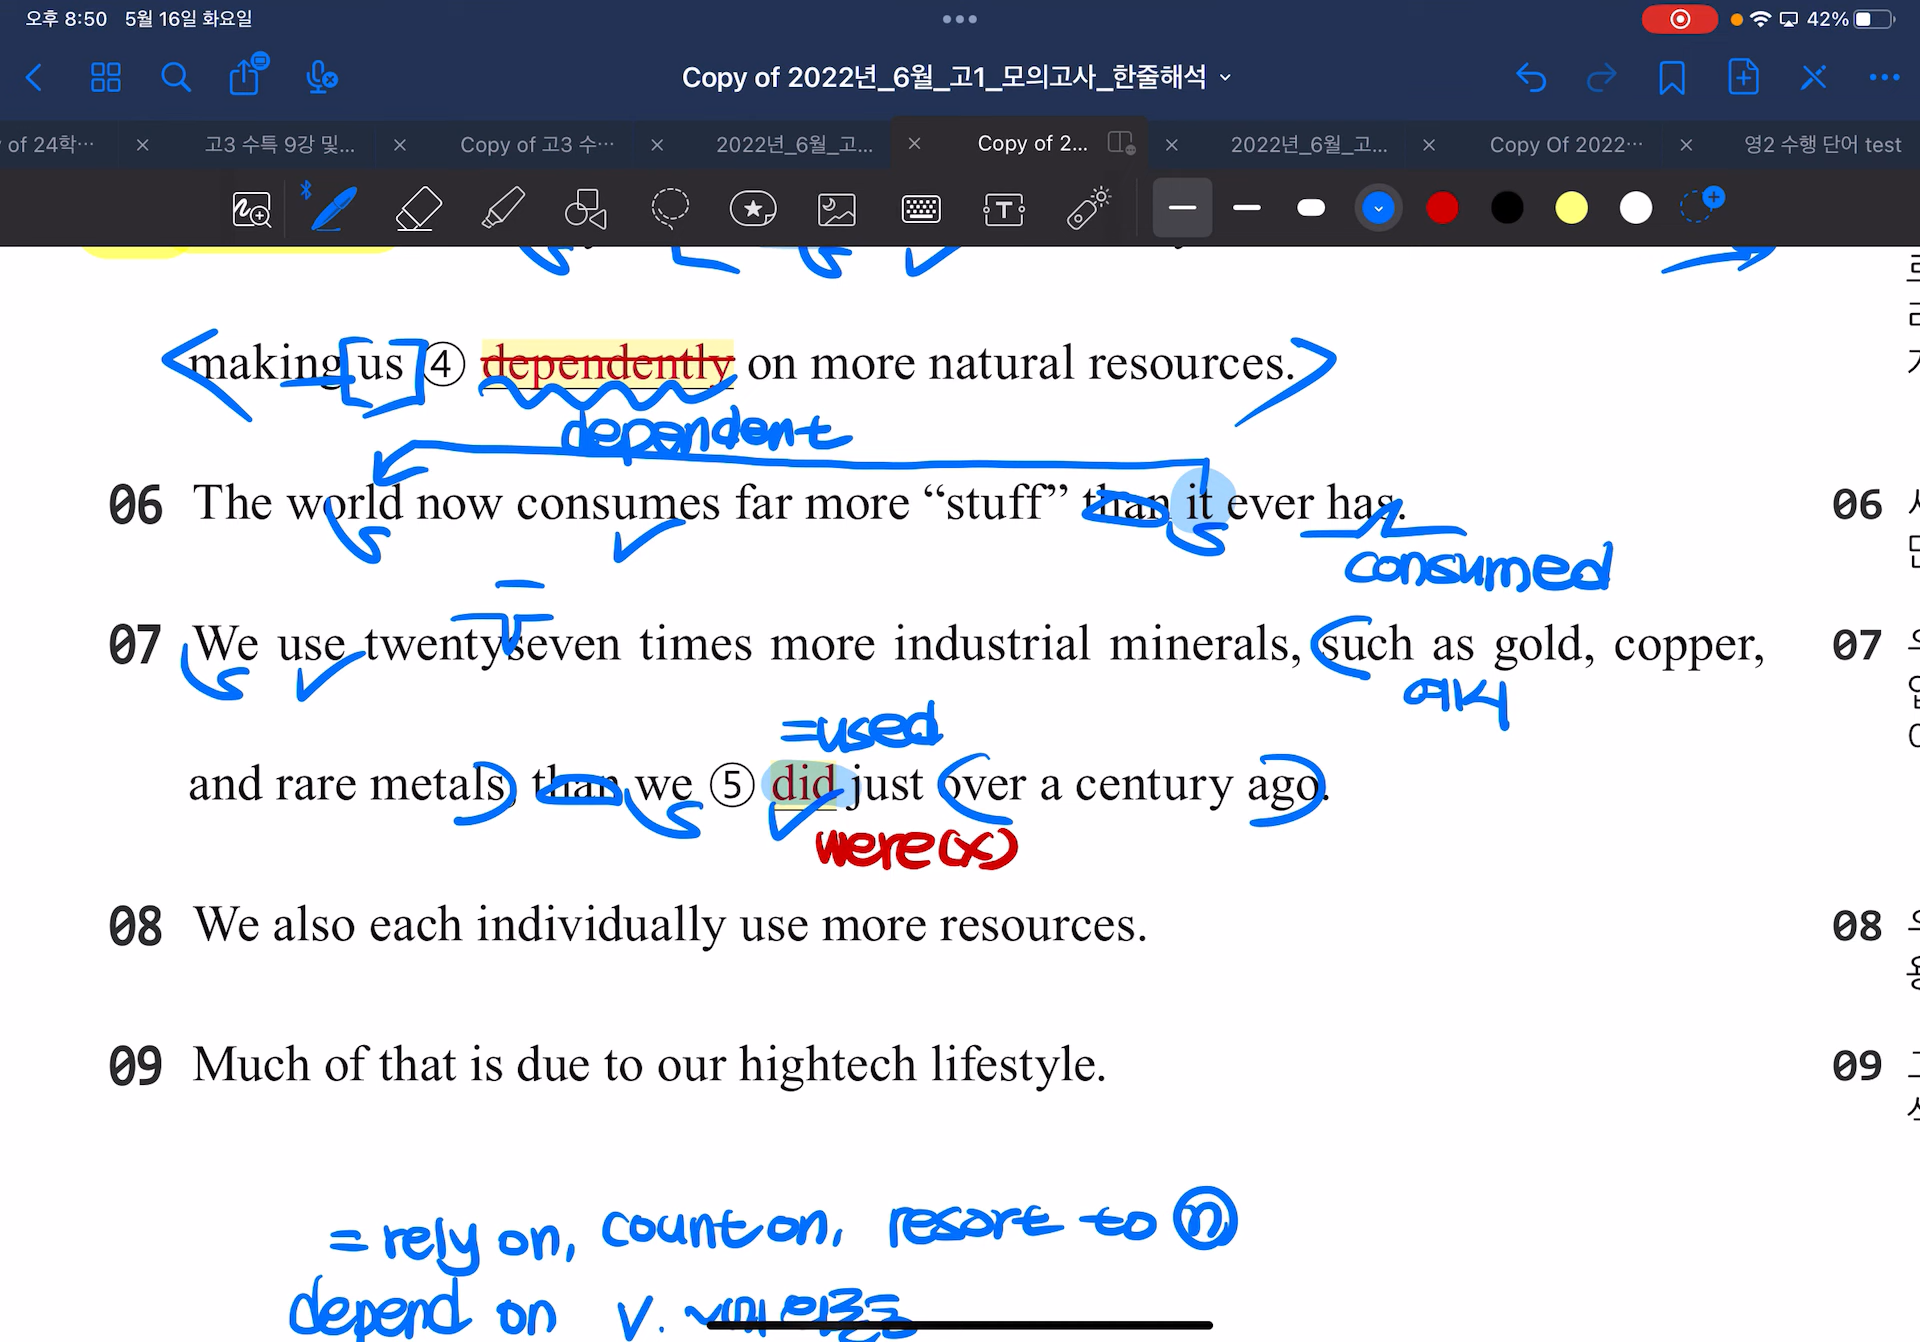 오후 8:50 5월 16일 화요일
42%
Copy of 2022년_6월_고1_모의고사_한줄해석
of 24학…
고3 수특 9강 및...
Copy of 고3 수…
2022년_6월_고...
Copy of 2...
2022년_6월_고...
Copy Of 2022…
영2 수행 단어 test
making us ④ dependently on more natural resources.
dependent
06 The world now consumes far more “stuff” than it ever has.
06
consumed
07 We use twentyseven times more industrial minerals, such as gold, copper,
07
예시
=used
and rare metals, than we ⑤ did just over a century ago.
were(x)
08 We also each individually use more resources.
08
09 Much of that is due to our hightech lifestyle.
09
= rely on, count on, resort to ⓝ
depend on v.